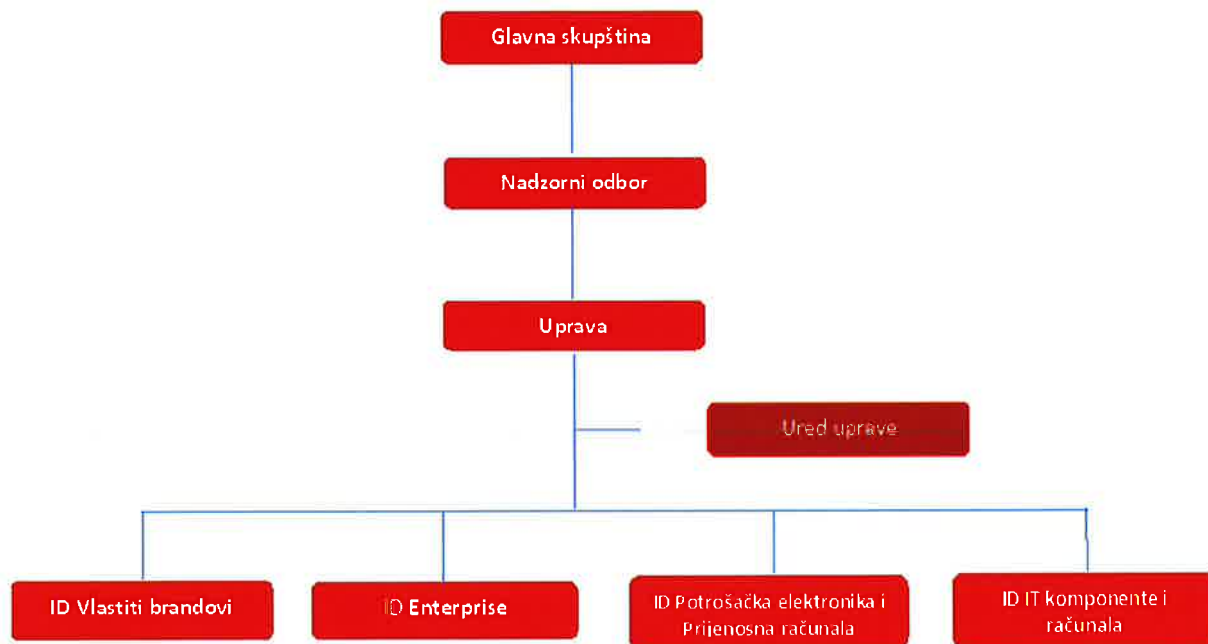 Glavna skupština
Nadzorni odbor
Uprava
Ured uprave
ID Vlastiti brandovi
ID Enterprise
ID Potrošačka elektronika i
Prijenosna računala
ID IT komponente i
računala